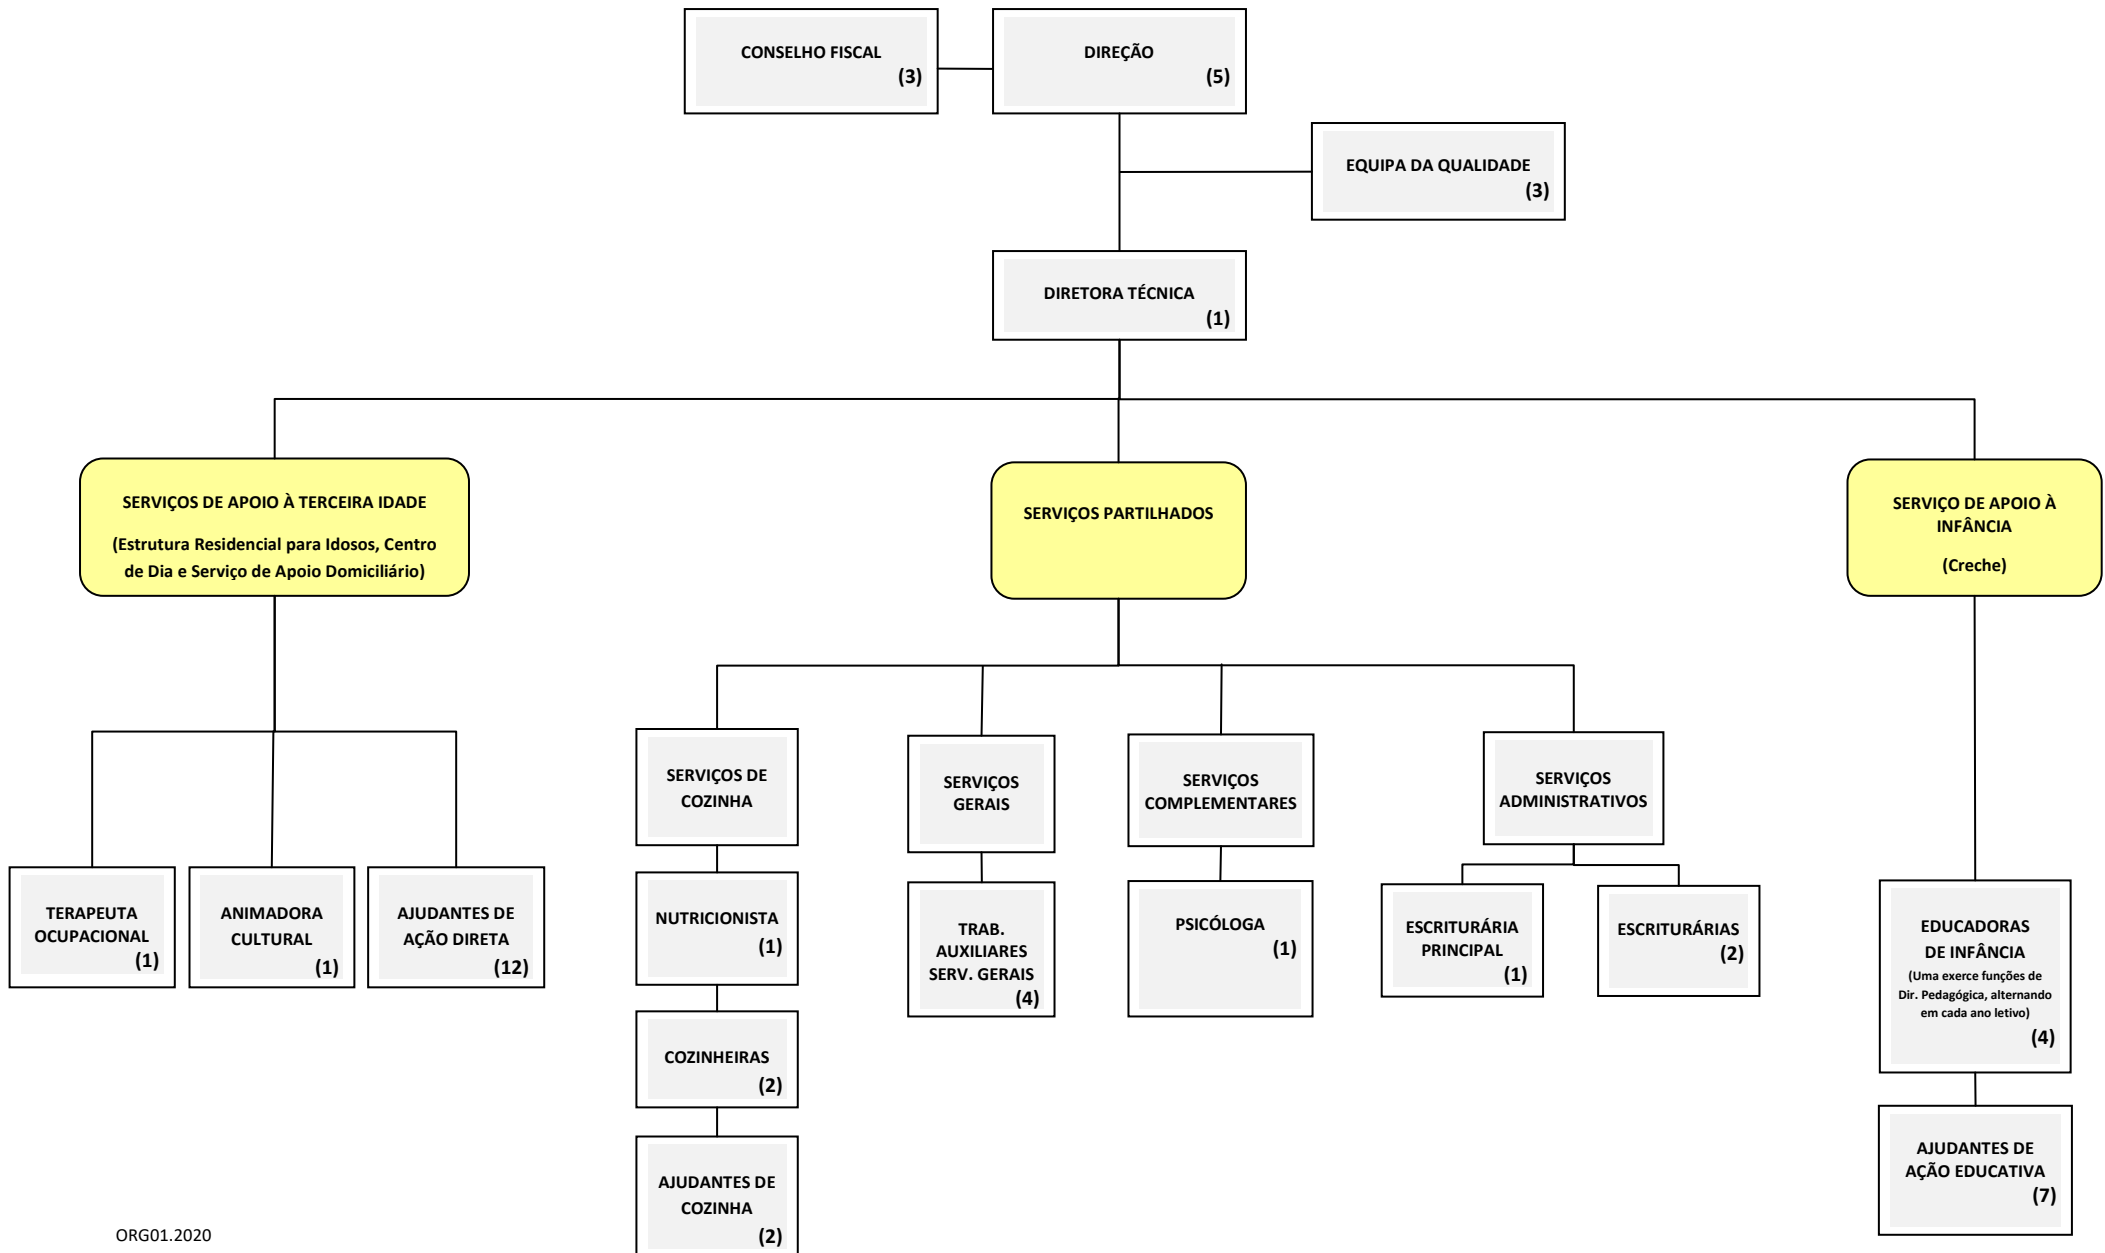 CONSELHO FISCAL
(3)
DIREÇÃO
(5)
EQUIPA DA QUALIDADE
(3)
DIRETORA TÉCNICA
(1)
SERVIÇOS DE APOIO À TERCEIRA IDADE
(Estrutura Residencial para Idosos, Centro
de Dia e Serviço de Apoio Domiciliário)
SERVIÇOS PARTILHADOS
SERVIÇO DE APOIO À
INFÂNCIA
(Creche)
TERAPEUTA
OCUPACIONAL
(1)
ANIMADORA
CULTURAL
(1)
AJUDANTES DE
AÇÃO DIRETA
(12)
SERVIÇOS DE
COZINHA
NUTRICIONISTA
(1)
COZINHEIRAS
(2)
AJUDANTES DE
COZINHA
(2)
SERVIÇOS
GERAIS
TRAB.
AUXILIARES
SERV. GERAIS
(4)
SERVIÇOS
COMPLEMENTARES
PSICÓLOGA
(1)
SERVIÇOS
ADMINISTRATIVOS
ESCRITURÁRIA
PRINCIPAL
(1)
ESCRITURÁRIAS
(2)
EDUCADORAS
DE INFÂNCIA
(Uma exerce funções de
Dir. Pedagógica, alternando
em cada ano letivo)
(4)
AJUDANTES DE
AÇÃO EDUCATIVA
(7)
ORG01.2020